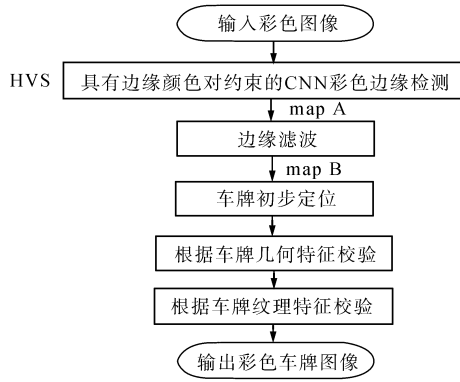 输入彩色图像
HVS 具有边缘颜色对约束的CNN彩色边缘检测
map A
边缘滤波
map B
车牌初步定位
根据车牌几何特征校验
根据车牌纹理特征校验
输出彩色车牌图像